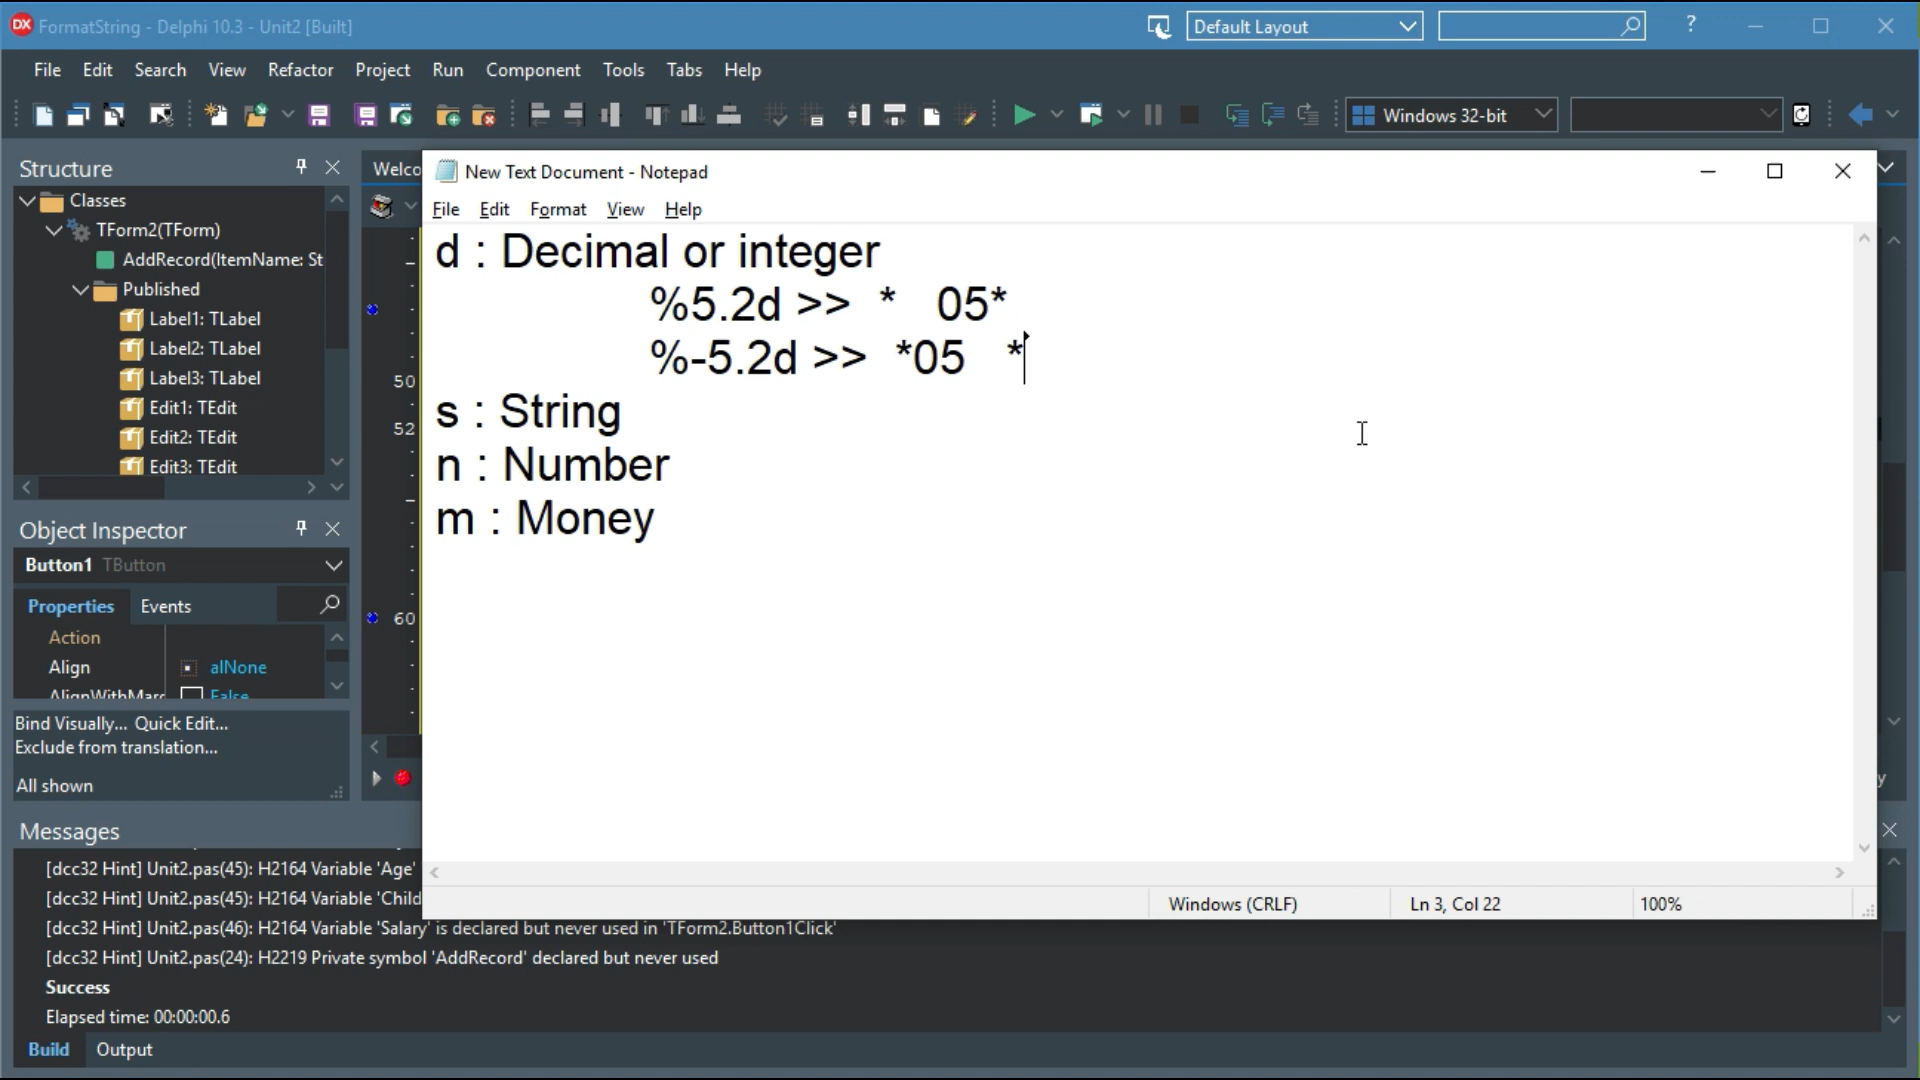 FormatString - Delphi 10.3 - Unit2 [Built]
Default Layout
?
File Edit Search View Refactor Project Run Component Tools Tabs Help
Windows 32-bit
Structure
Classes
TForm2(TForm)
AddRecord(ItemName: St
Published
Label1: TLabel
Label2: TLabel
Label3: TLabel
Edit1: TEdit
Edit2: TEdit
Edit3: TEdit
Object Inspector
Button1 TButton
Properties Events
Action
Align alNone
AlignWithMarg False
Bind Visually... Quick Edit...
Exclude from translation...
All shown
Welco
50
52
60
New Text Document - Notepad
File Edit Format View Help
d : Decimal or integer
%5.2d >> *   05*
%-5.2d >> *05   *
s : String
n : Number
m : Money
Windows (CRLF) Ln 3, Col 22 100%
y
Messages
[dcc32 Hint] Unit2.pas(45): H2164 Variable 'Age'
[dcc32 Hint] Unit2.pas(45): H2164 Variable 'Child
[dcc32 Hint] Unit2.pas(46): H2164 Variable 'Salary' is declared but never used in 'TForm2.Button1Click'
[dcc32 Hint] Unit2.pas(24): H2219 Private symbol 'AddRecord' declared but never used
Success
Elapsed time: 00:00:00.6
Build Output